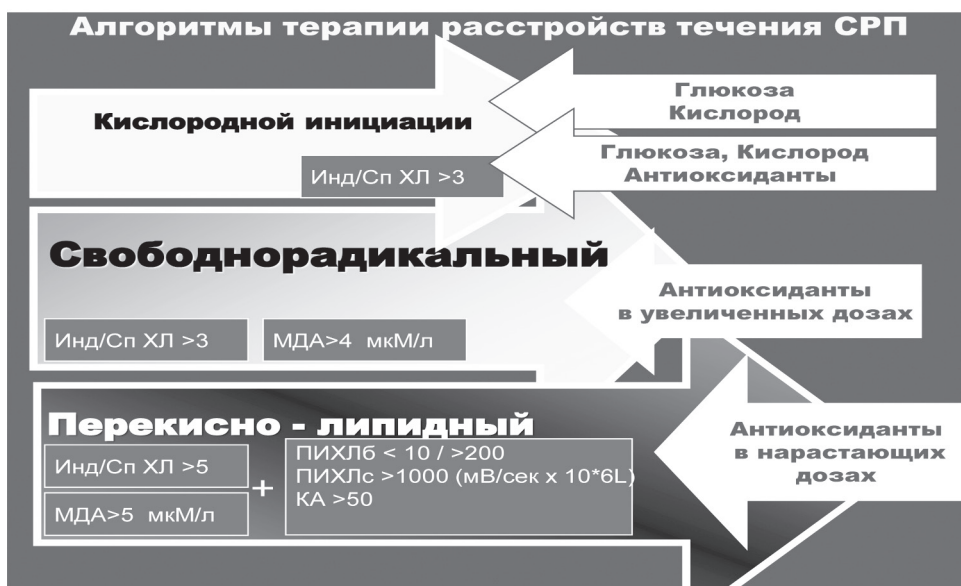 Алгоритмы терапии расстройств течения СРП
Кислородной инициации
Инд/Сп ХЛ >3
Глюкоза
Кислород
Глюкоза, Кислород
Антиоксиданты
Свободнорадикальный
Инд/Сп ХЛ >3
МДА>4 мкМ/л
Антиоксиданты
в увеличенных дозах
Перекисно - липидный
Инд/Сп ХЛ >5
МДА>5 мкМ/л
+
ПИХЛб < 10 / >200
ПИХЛс >1000 (мВ/сек х 10*6L)
КА >50
Антиоксиданты
в нарастающих
дозах